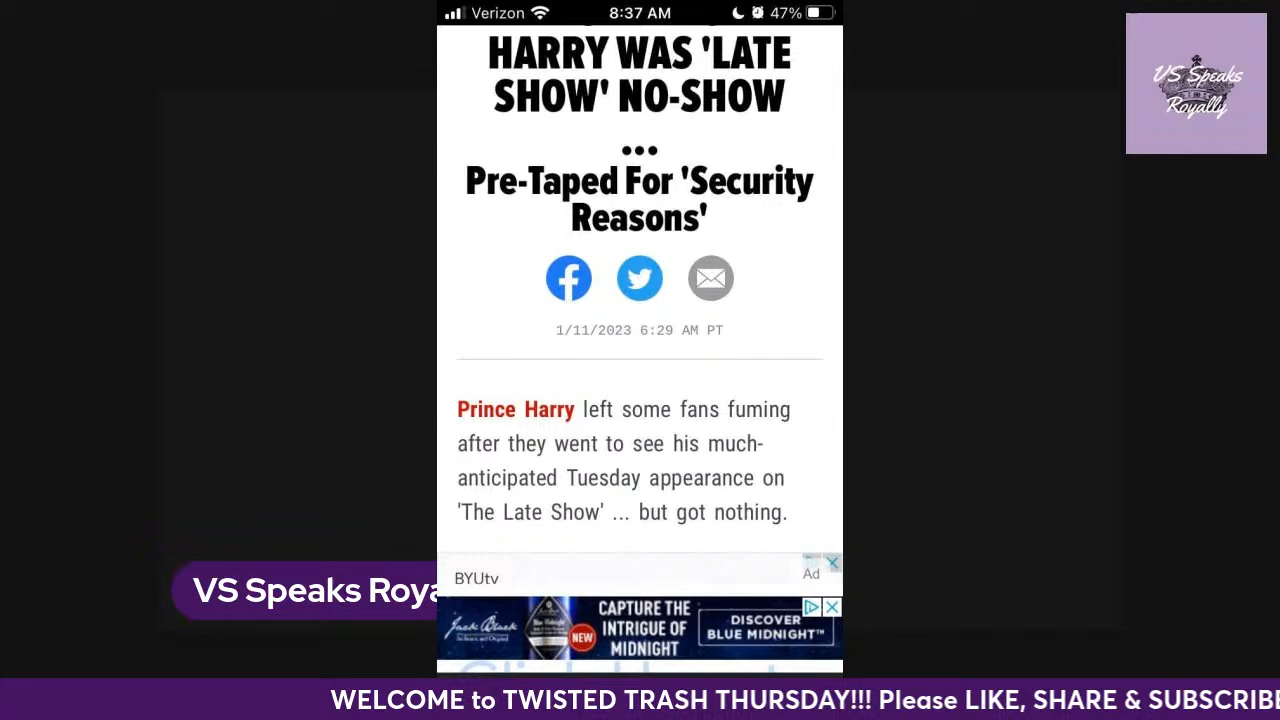 Verizon
8:37 AM
47%
HARRY WAS 'LATE
SHOW' NO-SHOW
...
Pre-Taped For 'Security
Reasons'
1/11/2023 6:29 AM PT
Prince Harry left some fans fuming
after they went to see his much-
anticipated Tuesday appearance on
'The Late Show' ... but got nothing.
BYUtv
Ad
Jack Black
NEW
CAPTURE THE
INTRIGUE OF
MIDNIGHT
DISCOVER
BLUE MIDNIGHT™
VS Speaks
Royally
VS Speaks Roya
WELCOME to TWISTED TRASH THURSDAY!!! Please LIKE, SHARE & SUBSCRIBE